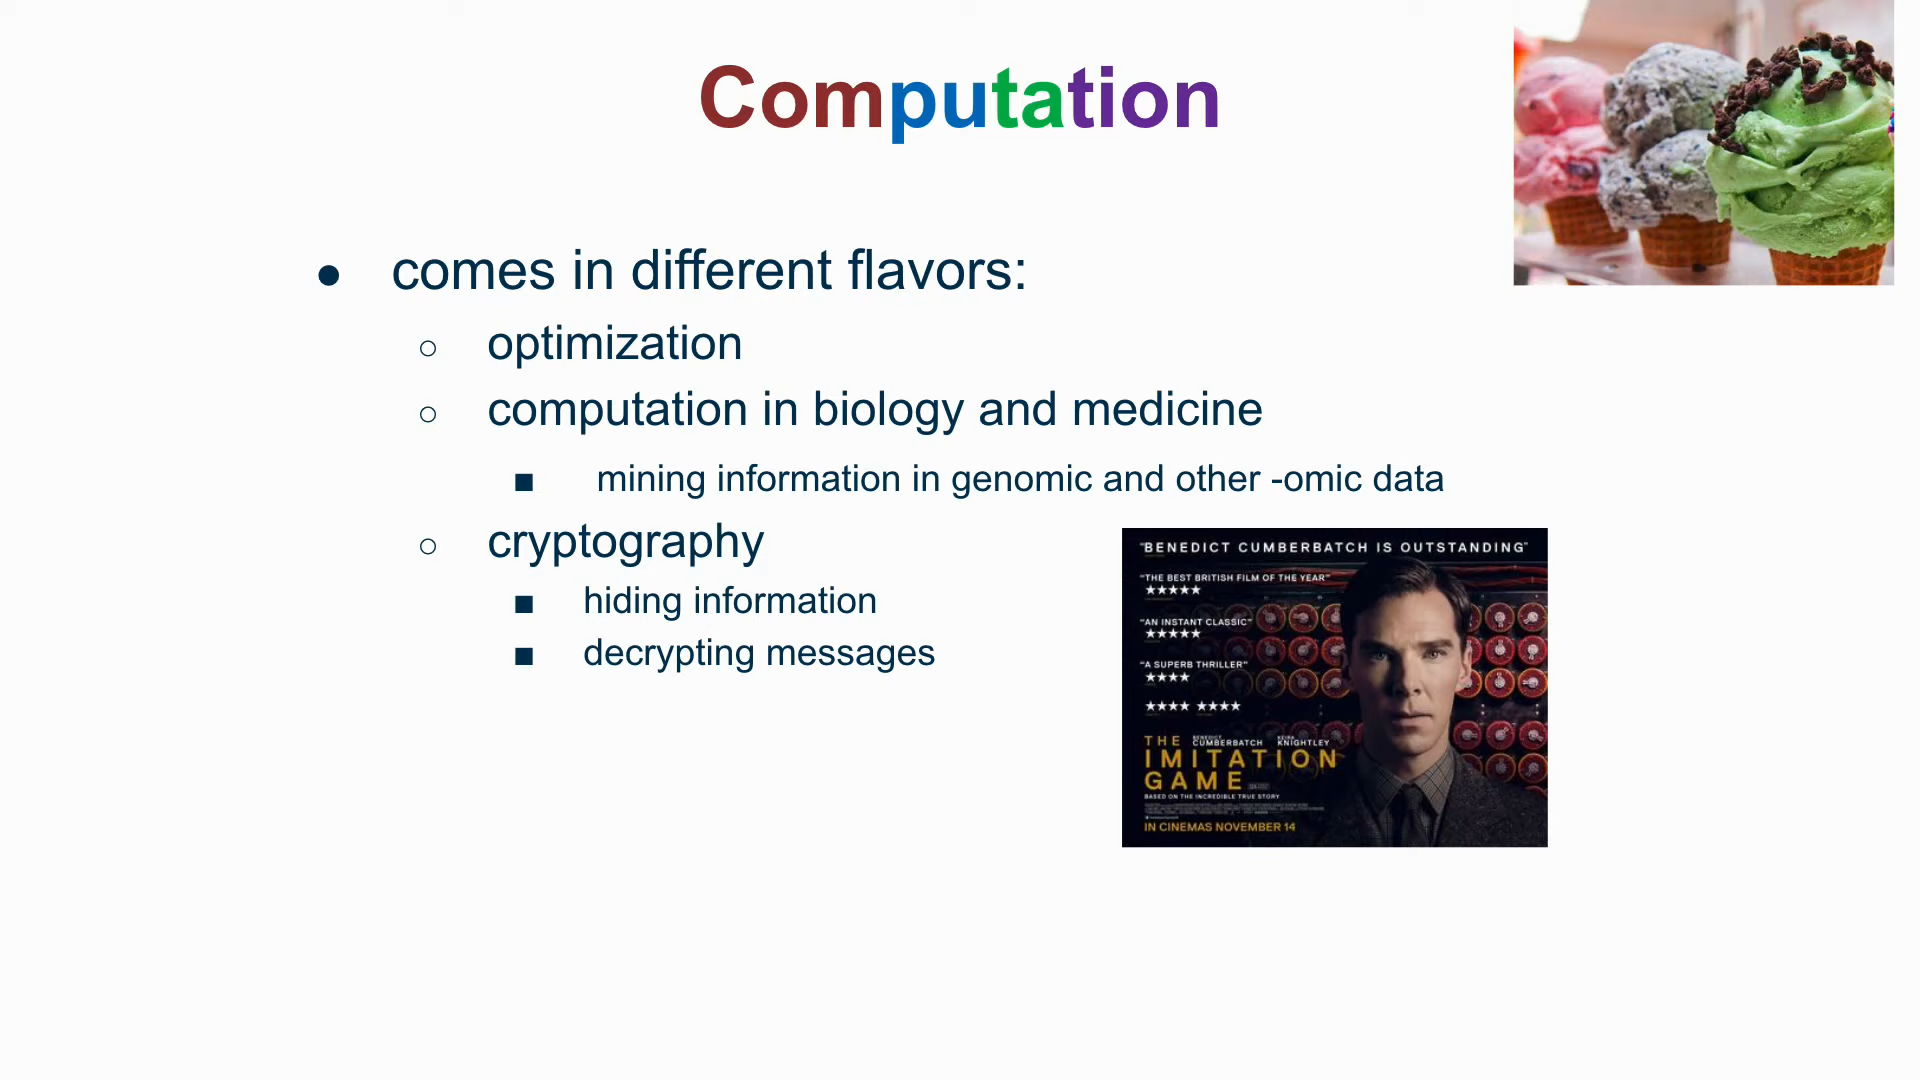 Computation
● comes in different flavors:
○ optimization
○ computation in biology and medicine
■ mining information in genomic and other -omic data
○ cryptography
■ hiding information
■ decrypting messages
"BENEDICT CUMBERBATCH IS OUTSTANDING"
"THE BEST BRITISH FILM OF THE YEAR"
★★★★★
"AN INSTANT CLASSIC"
★★★★★
"A SUPERB THRILLER"
★★★★
★★★★ ★★★★
BENEDICT CUMBERBATCH KEIRA KNIGHTLEY
THE
IMITATION
GAME
BASED ON THE INCREDIBLE TRUE STORY
IN CINEMAS NOVEMBER 14